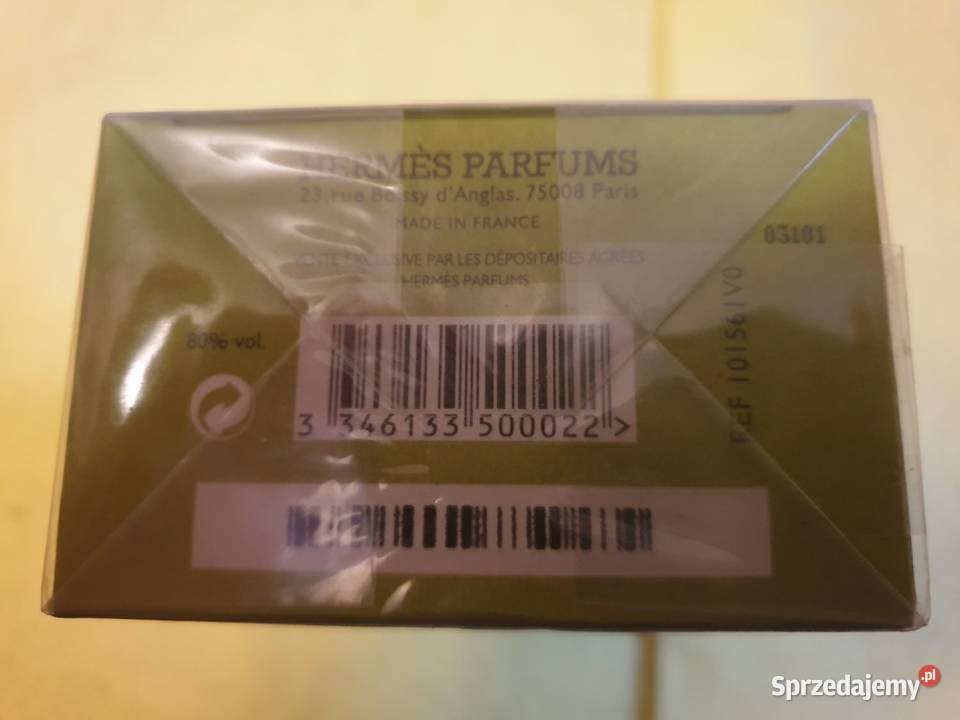 HERMÈS PARFUMS
23, rue Boissy d'Anglas. 75008 Paris
MADE IN FRANCE
03101
VENTE EXCLUSIVE PAR LES DÉPOSITAIRES AGRÉÉS
HERMÈS PARFUMS
REF 101561V0
80% vol.
3 346133 500022 >
Sprzedajemy.pl